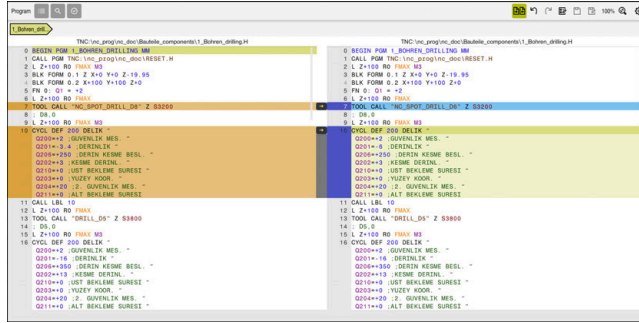 Program
100%
1_Bohren_drill...
TNC:\nc_prog\nc_doc\Bauteile_components\1_Bohren_drilling.H
0 BEGIN PGM 1_BOHREN_DRILLING MM
1 CALL PGM TNC:\nc_prog\nc_doc\RESET.H
2 L Z+100 R0 FMAX M3
3 BLK FORM 0.1 Z X+0 Y+0 Z-19.95
4 BLK FORM 0.2 X+100 Y+100 Z+0
5 FN 0: Q1 = +2
6 L Z+100 R0 FMAX
7 TOOL CALL "NC_SPOT_DRILL_D8" Z S3200
8 ; D8.0
9 L Z+100 R0 FMAX M3
10 CYCL DEF 200 DELIK ~
Q200=+2 ;GUVENLIK MES. ~
Q201=-3.4 ;DERINLIK ~
Q206=+250 ;DERIN KESME BESL. ~
Q202=+3 ;KESME DERINL. ~
Q210=+0 ;UST BEKLEME SURESI ~
Q203=+0 ;YUZEY KOOR. ~
Q204=+20 ;2. GUVENLIK MES. ~
Q211=+0 ;ALT BEKLEME SURESI
11 CALL LBL 10
12 L Z+100 R0 FMAX
13 TOOL CALL "DRILL_D5" Z S3800
14 ; D5.0
15 L Z+100 R0 FMAX M3
16 CYCL DEF 200 DELIK ~
Q200=+2 ;GUVENLIK MES. ~
Q201=-16 ;DERINLIK ~
Q206=+350 ;DERIN KESME BESL. ~
Q202=+13 ;KESME DERINL. ~
Q210=+0 ;UST BEKLEME SURESI ~
Q203=+0 ;YUZEY KOOR. ~
Q204=+20 ;2. GUVENLIK MES. ~
Q211=+0 ;ALT BEKLEME SURESI ~
TNC:\nc_prog\nc_doc\Bauteile_components\1_Bohren_drilling.H
0 BEGIN PGM 1_BOHREN_DRILLING MM
1 CALL PGM TNC:\nc_prog\nc_doc\RESET.H
2 L Z+100 R0 FMAX M3
3 BLK FORM 0.1 Z X+0 Y+0 Z-19.95
4 BLK FORM 0.2 X+100 Y+100 Z+0
5 FN 0: Q1 = +2
6 L Z+100 R0 FMAX
7 TOOL CALL "NC_SPOT_DRILL_D6" Z S3200
8 ; D8.0
9 L Z+100 R0 FMAX M3
10 CYCL DEF 200 DELIK ~
Q200=+2 ;GUVENLIK MES. ~
Q201=-6 ;DERINLIK ~
Q206=+250 ;DERIN KESME BESL. ~
Q202=+3 ;KESME DERINL. ~
Q210=+0 ;UST BEKLEME SURESI ~
Q203=+0 ;YUZEY KOOR. ~
Q204=+20 ;2. GUVENLIK MES. ~
Q211=+0 ;ALT BEKLEME SURESI
11 CALL LBL 10
12 L Z+100 R0 FMAX
13 TOOL CALL "DRILL_D5" Z S3800
14 ; D5.0
15 L Z+100 R0 FMAX M3
16 CYCL DEF 200 DELIK ~
Q200=+2 ;GUVENLIK MES. ~
Q201=-16 ;DERINLIK ~
Q206=+350 ;DERIN KESME BESL. ~
Q202=+13 ;KESME DERINL. ~
Q210=+0 ;UST BEKLEME SURESI ~
Q203=+0 ;YUZEY KOOR. ~
Q204=+20 ;2. GUVENLIK MES. ~
Q211=+0 ;ALT BEKLEME SURESI ~